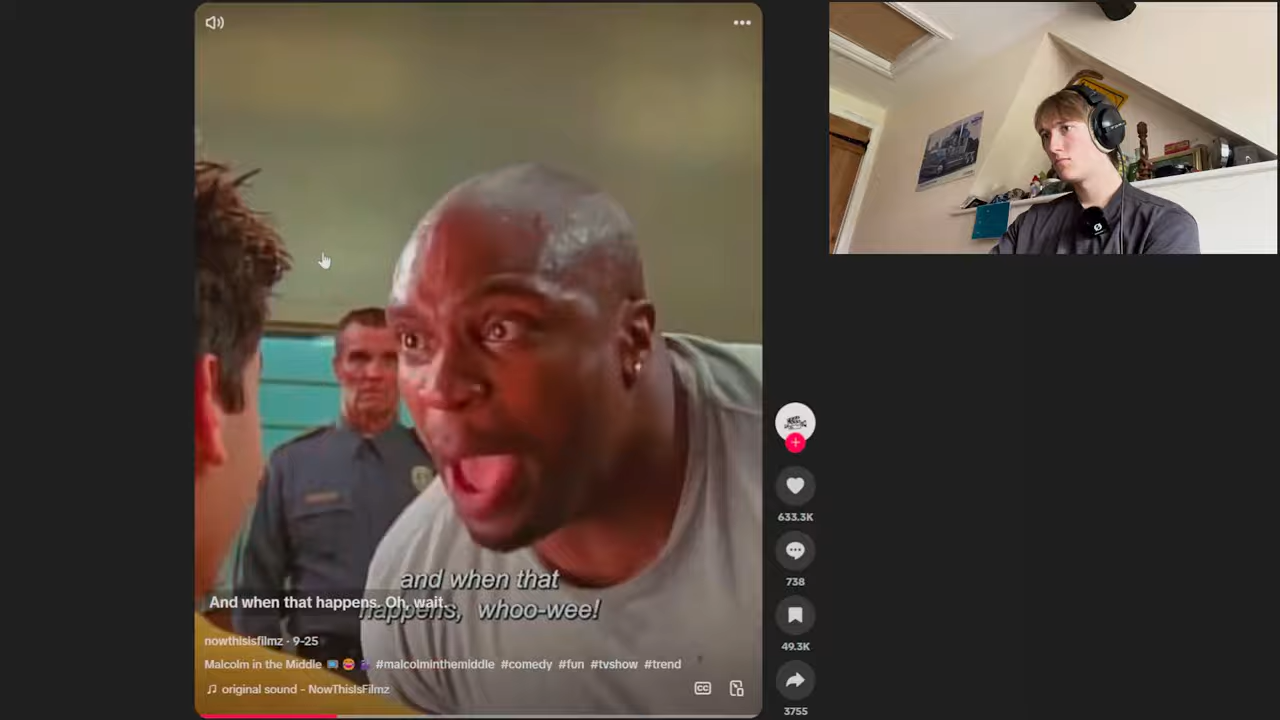 and when that
happens, whoo-wee!
And when that happens. Oh, wait.
nowthisisfilmz · 9-25
Malcolm in the Middle #malcolminthemiddle #comedy #fun #tvshow #trend
original sound - NowThisIsFilmz
CC
633.3K
738
49.3K
3755